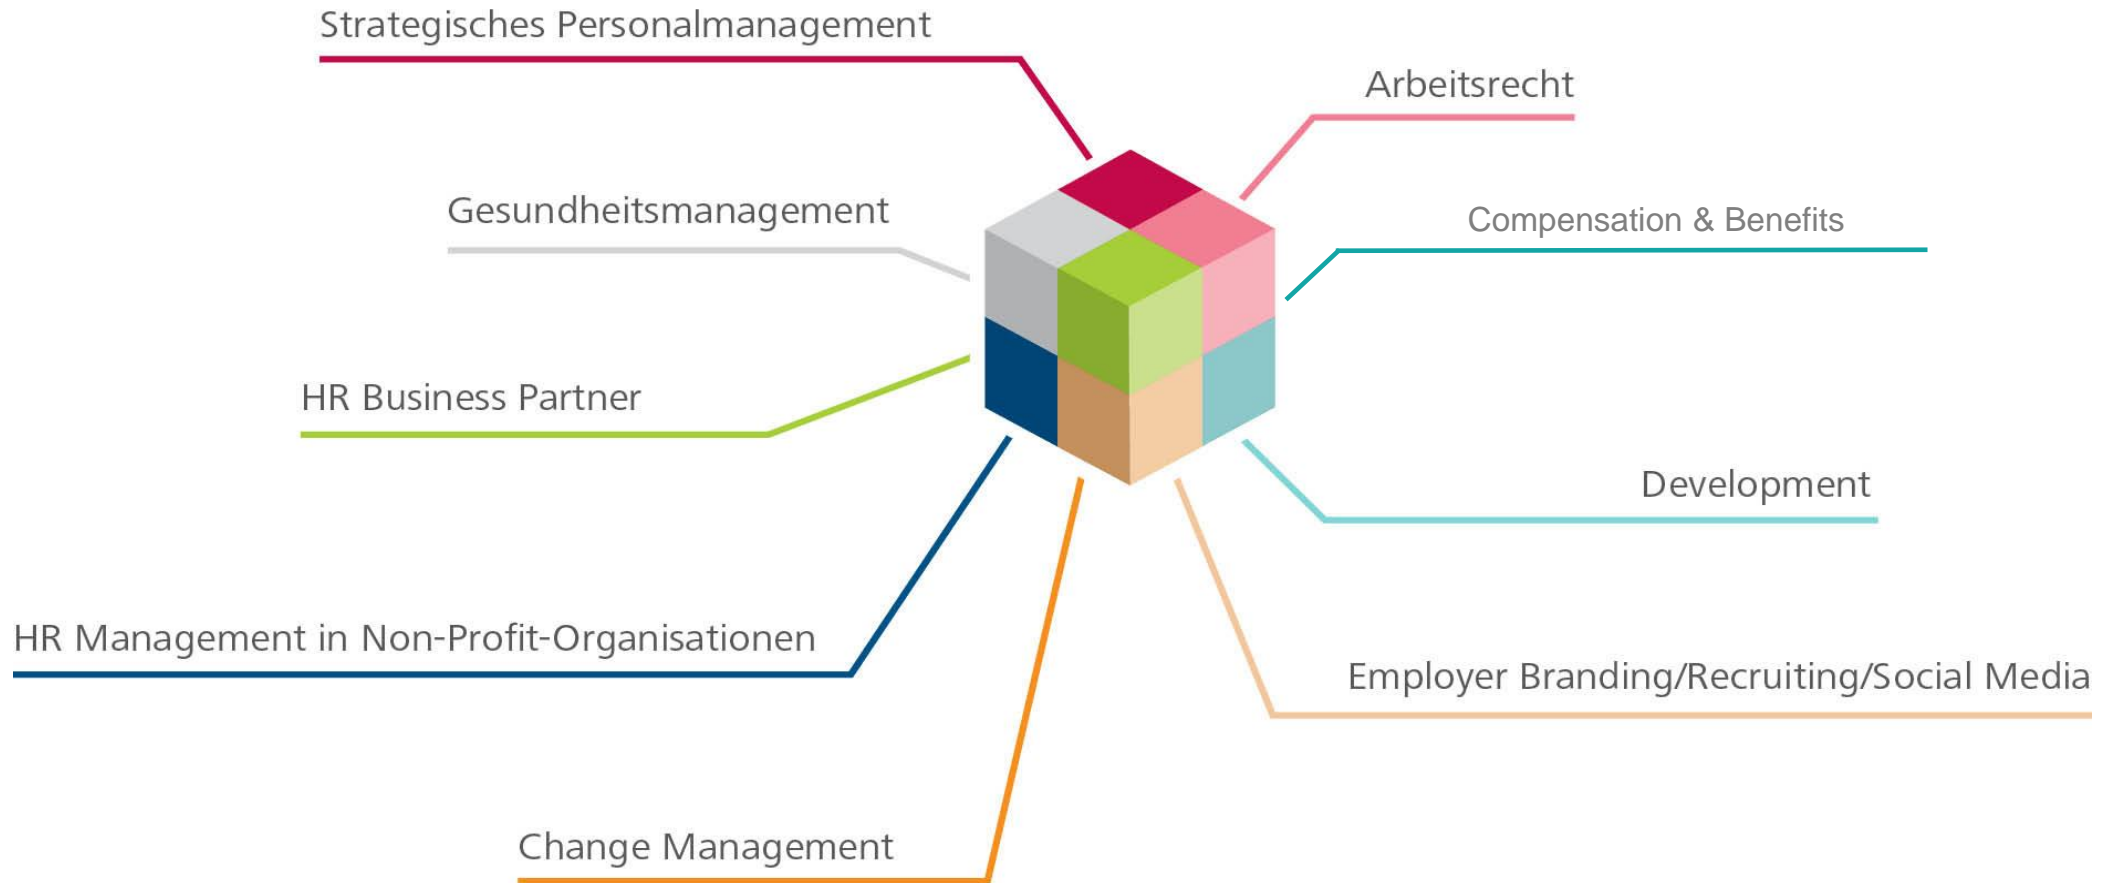 Strategisches Personalmanagement
Arbeitsrecht
Gesundheitsmanagement
Compensation & Benefits
HR Business Partner
Development
HR Management in Non-Profit-Organisationen
Employer Branding/Recruiting/Social Media
Change Management